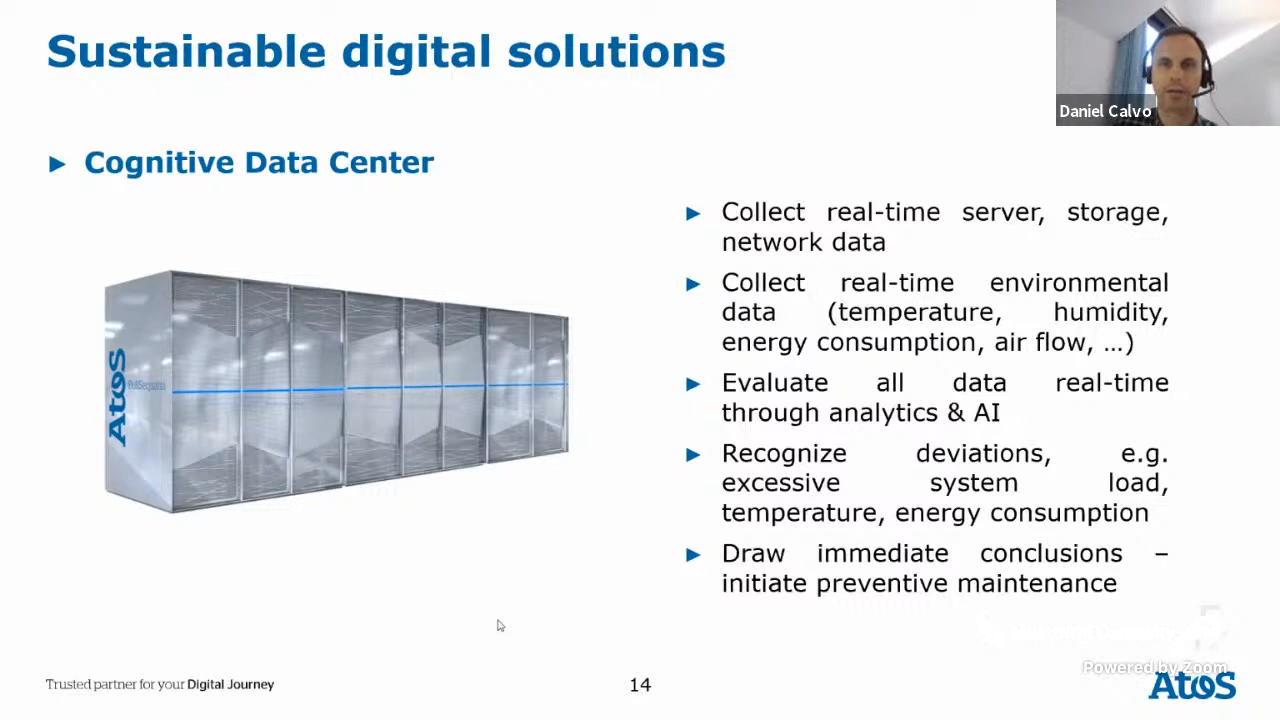 Sustainable digital solutions
Daniel Calvo
► Cognitive Data Center
► Collect real-time server, storage,
network data
► Collect real-time environmental
data (temperature, humidity,
energy consumption, air flow, ...)
► Evaluate all data real-time
through analytics & AI
► Recognize deviations, e.g.
excessive system load,
temperature, energy consumption
► Draw immediate conclusions –
initiate preventive maintenance
Atos
BullSequana
Trusted partner for your Digital Journey
14
Powered by Zoom
Atos